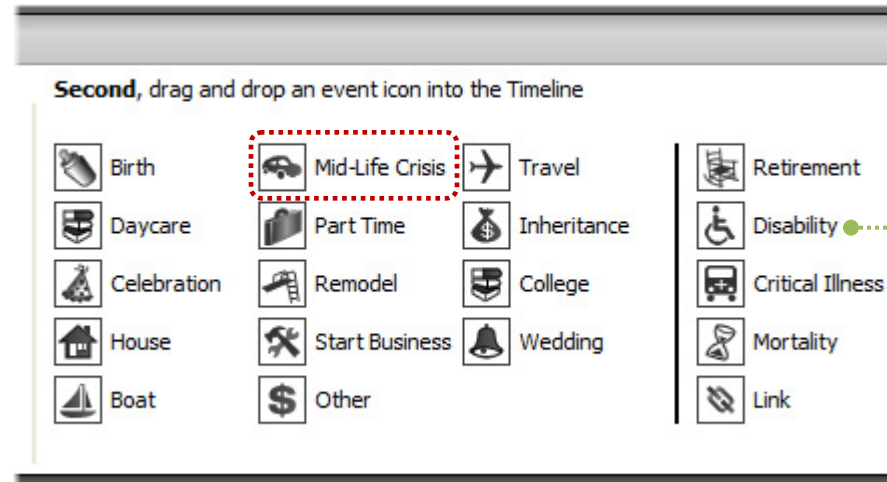 Second, drag and drop an event icon into the Timeline
Birth
Mid-Life Crisis
Travel
Retirement
Daycare
Part Time
Inheritance
Disability
Celebration
Remodel
College
Critical Illness
House
Start Business
Wedding
Mortality
Boat
Other
Link